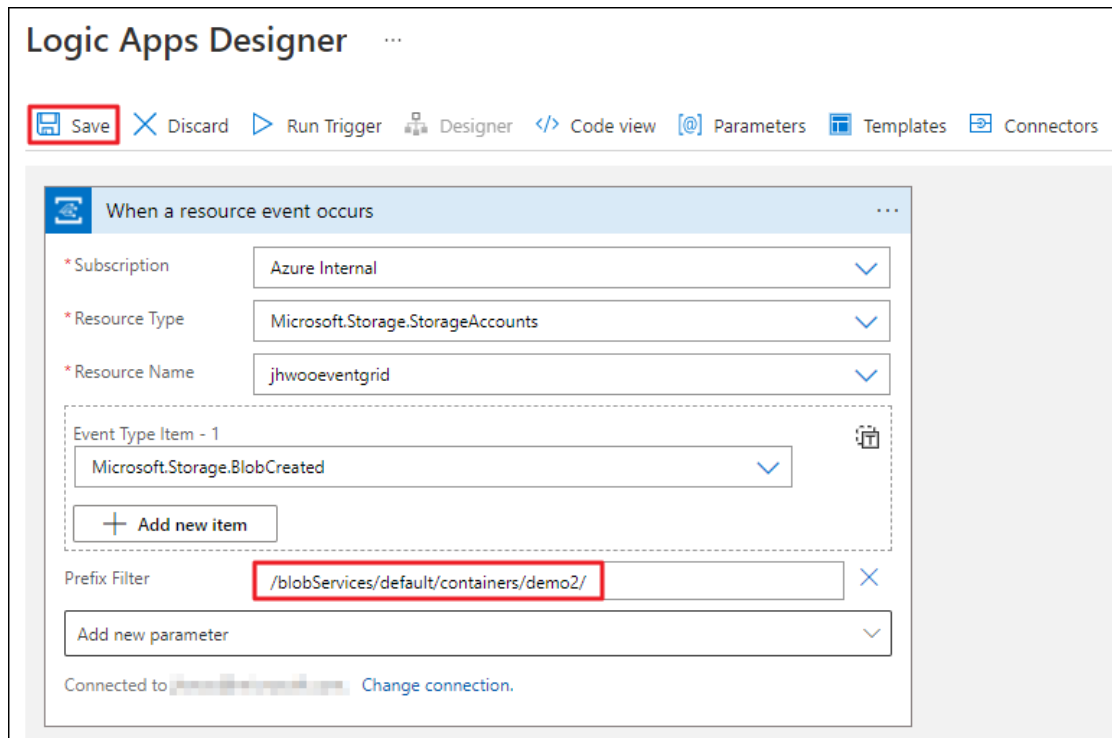 Logic Apps Designer ...
Save Discard Run Trigger Designer </> Code view [@] Parameters Templates Connectors
When a resource event occurs ...
*Subscription Azure Internal
*Resource Type Microsoft.Storage.StorageAccounts
*Resource Name jhwooeventgrid
Event Type Item - 1
Microsoft.Storage.BlobCreated
Add new item
Prefix Filter /blobServices/default/containers/demo2/
Add new parameter
Connected to Change connection.